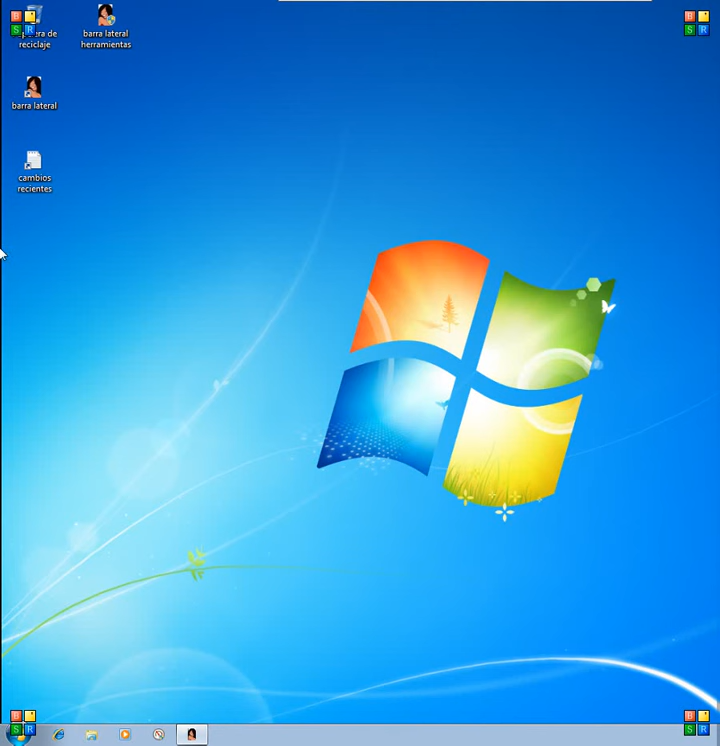 reciclaje
barra lateral
herramientas
barra lateral
cambios
recientes
B
S R
B
S R
B
S R
B
S R